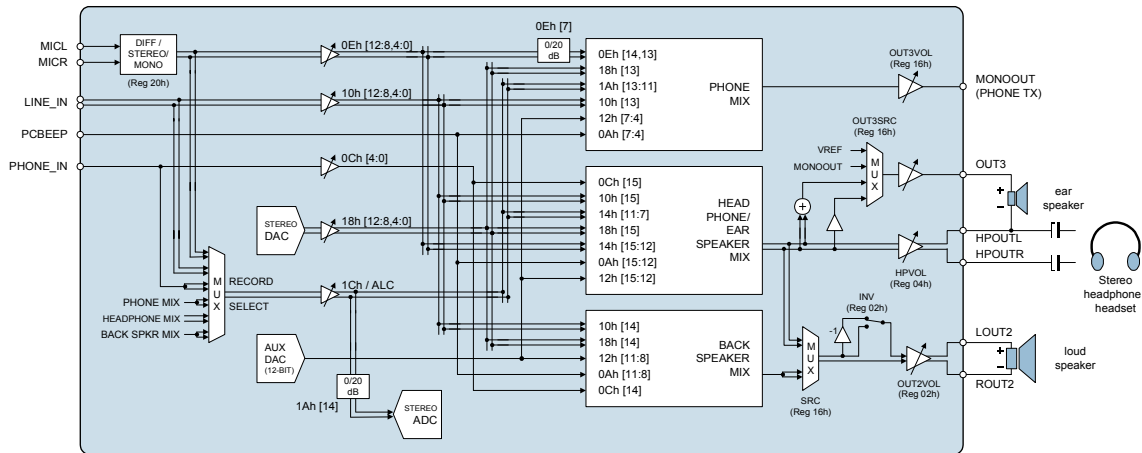 MICL
MICR
LINE_IN
PCBEEP
PHONE_IN
DIFF /
STEREO/
MONO
(Reg 20h)
0Eh [12:8,4:0]
10h [12:8,4:0]
0Ch [4:0]
STEREO
DAC
18h [12:8,4:0]
M
U
X
RECORD
SELECT
PHONE MIX
HEADPHONE MIX
BACK SPKR MIX
1Ch / ALC
AUX
DAC
(12-BIT)
0/20
dB
1Ah [14]
STEREO
ADC
0Eh [7]
0/20
dB
0Eh [14,13]
18h [13]
1Ah [13:11]
10h [13]
12h [7:4]
0Ah [7:4]
PHONE
MIX
0Ch [15]
10h [15]
14h [11:7]
18h [15]
14h [15:12]
0Ah [15:12]
12h [15:12]
HEAD
PHONE/
EAR
SPEAKER
MIX
10h [14]
18h [14]
12h [11:8]
0Ah [11:8]
0Ch [14]
BACK
SPEAKER
MIX
OUT3VOL
(Reg 16h)
MONOOUT
(PHONE TX)
OUT3SRC
(Reg 16h)
VREF
MONOOUT
M
U
X
OUT3
+
−
ear
speaker
+
HPOUTL
HPOUTR
HPVOL
(Reg 04h)
Stereo
headphone
headset
INV
(Reg 02h)
-1
M
U
X
SRC
(Reg 16h)
OUT2VOL
(Reg 02h)
LOUT2
+
−
ROUT2
loud
speaker